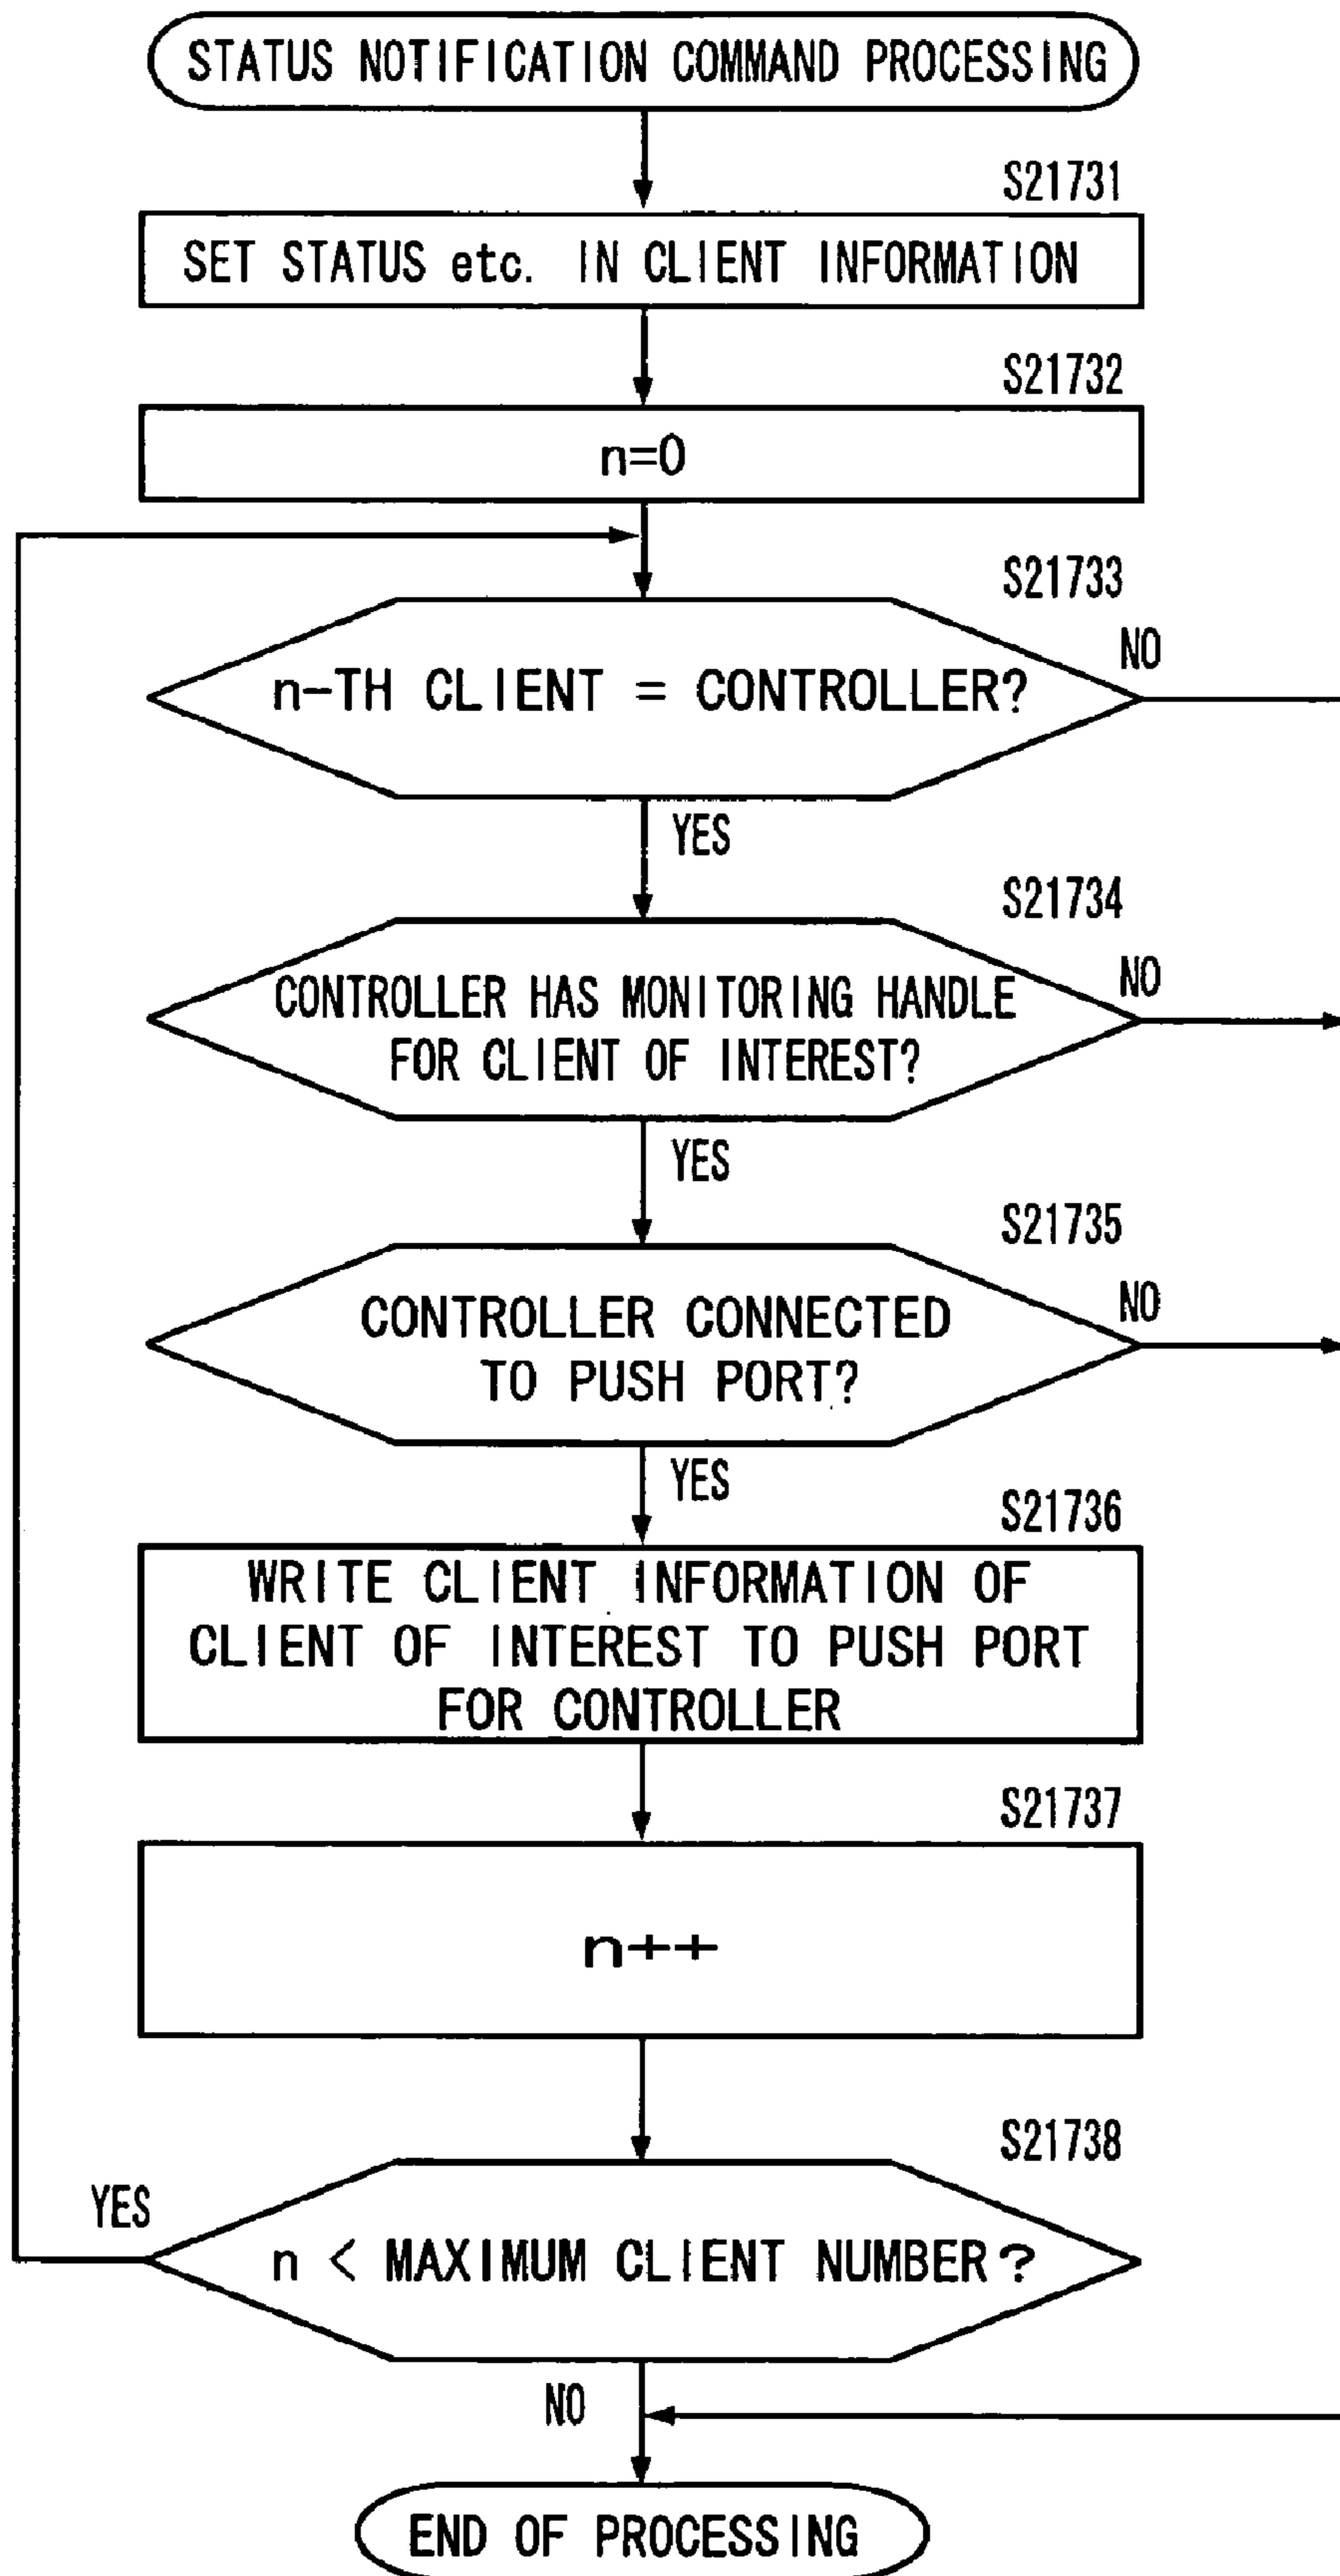 STATUS NOTIFICATION COMMAND PROCESSING
S21731
SET STATUS etc. IN CLIENT INFORMATION
S21732
n=0
S21733
n-TH CLIENT = CONTROLLER?
NO
YES
S21734
CONTROLLER HAS MONITORING HANDLE
FOR CLIENT OF INTEREST?
NO
YES
S21735
CONTROLLER CONNECTED
TO PUSH PORT?
NO
YES
S21736
WRITE CLIENT INFORMATION OF
CLIENT OF INTEREST TO PUSH PORT
FOR CONTROLLER
S21737
n++
S21738
YES
n < MAXIMUM CLIENT NUMBER?
NO
END OF PROCESSING